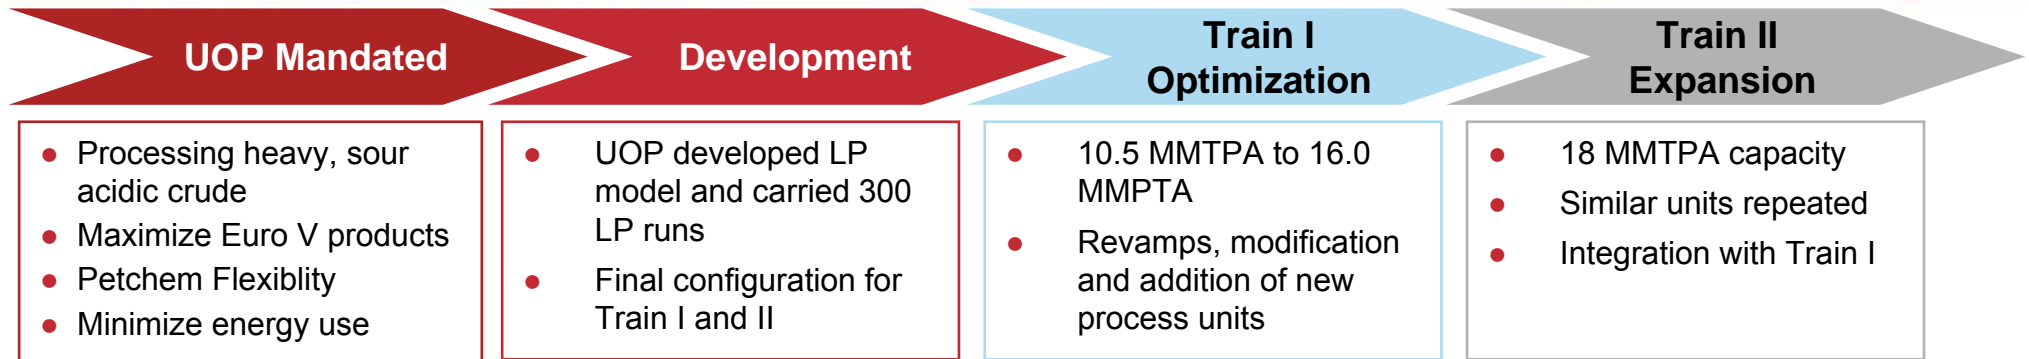 UOP Mandated
● Processing heavy, sour
acidic crude
● Maximize Euro V products
● Petchem Flexiblity
● Minimize energy use
Development
● UOP developed LP
model and carried 300
LP runs
● Final configuration for
Train I and II
Train I
Optimization
● 10.5 MMTPA to 16.0
MMPTA
● Revamps, modification
and addition of new
process units
Train II
Expansion
● 18 MMTPA capacity
● Similar units repeated
● Integration with Train I